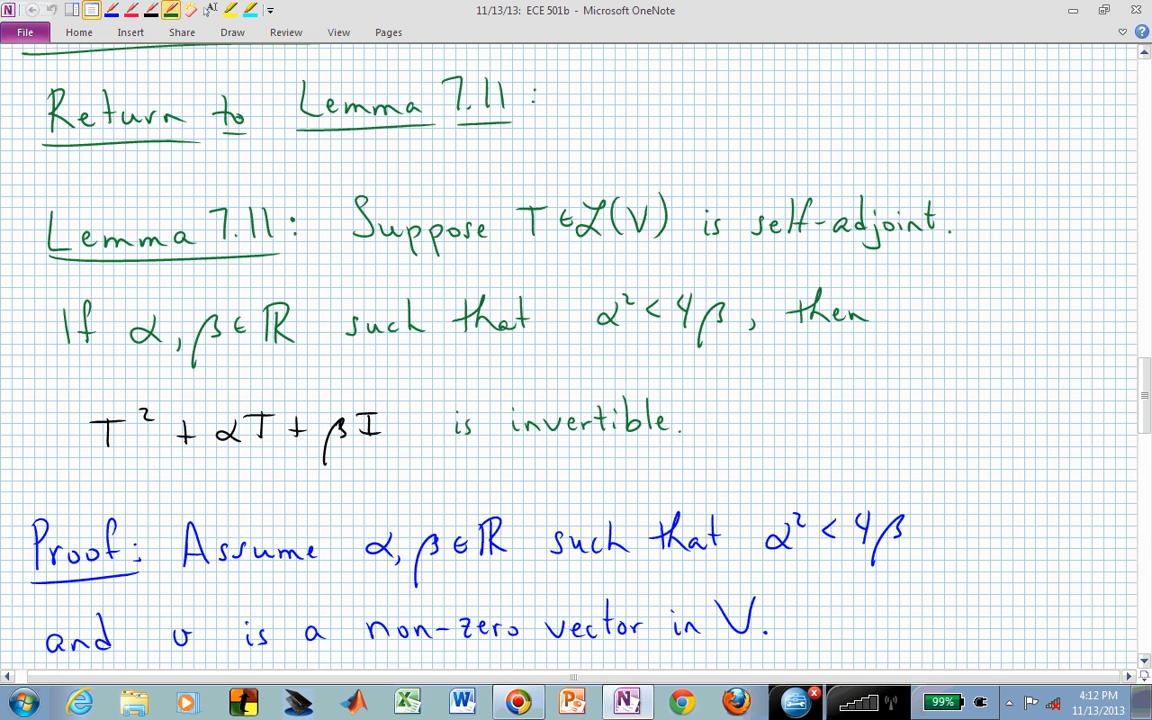 11/13/13: ECE 501b - Microsoft OneNote
File Home Insert Share Draw Review View Pages
Return to Lemma 7.11:
Lemma 7.11: Suppose T ∈ ℒ(V) is self-adjoint.
If α, β ∈ ℝ such that α² < 4β, then
T² + αT + βI is invertible.
Proof: Assume α, β ∈ ℝ such that α² < 4β
and v is a non-zero vector in V.
99%
4:12 PM
11/13/2013